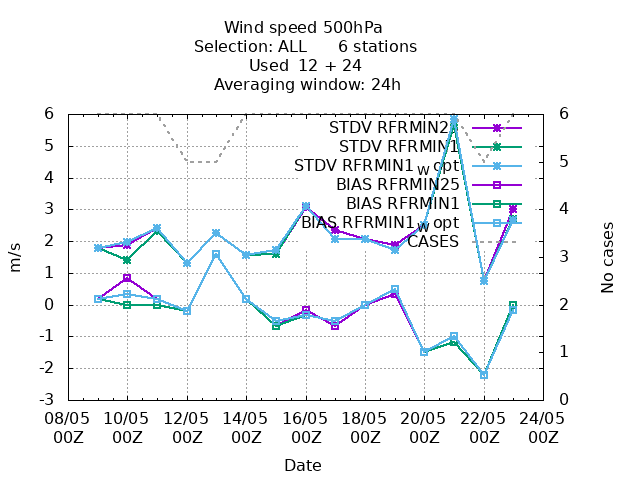 Wind speed 500hPa
Selection: ALL 6 stations
Used 12 + 24
Averaging window: 24h
6 6
STDV RFRMIN25
5 STDV RFRMIN1 5
STDV RFRMIN1_W opt
4 BIAS RFRMIN25 4
3 BIAS RFRMIN1
BIAS RFRMIN1_W opt
2 CASES 3
m/s
No cases
1
0 2
-1 1
-2
-3 0
08/05 10/05 12/05 14/05 16/05 18/05 20/05 22/05 24/05
00Z 00Z 00Z 00Z 00Z 00Z 00Z 00Z 00Z
Date